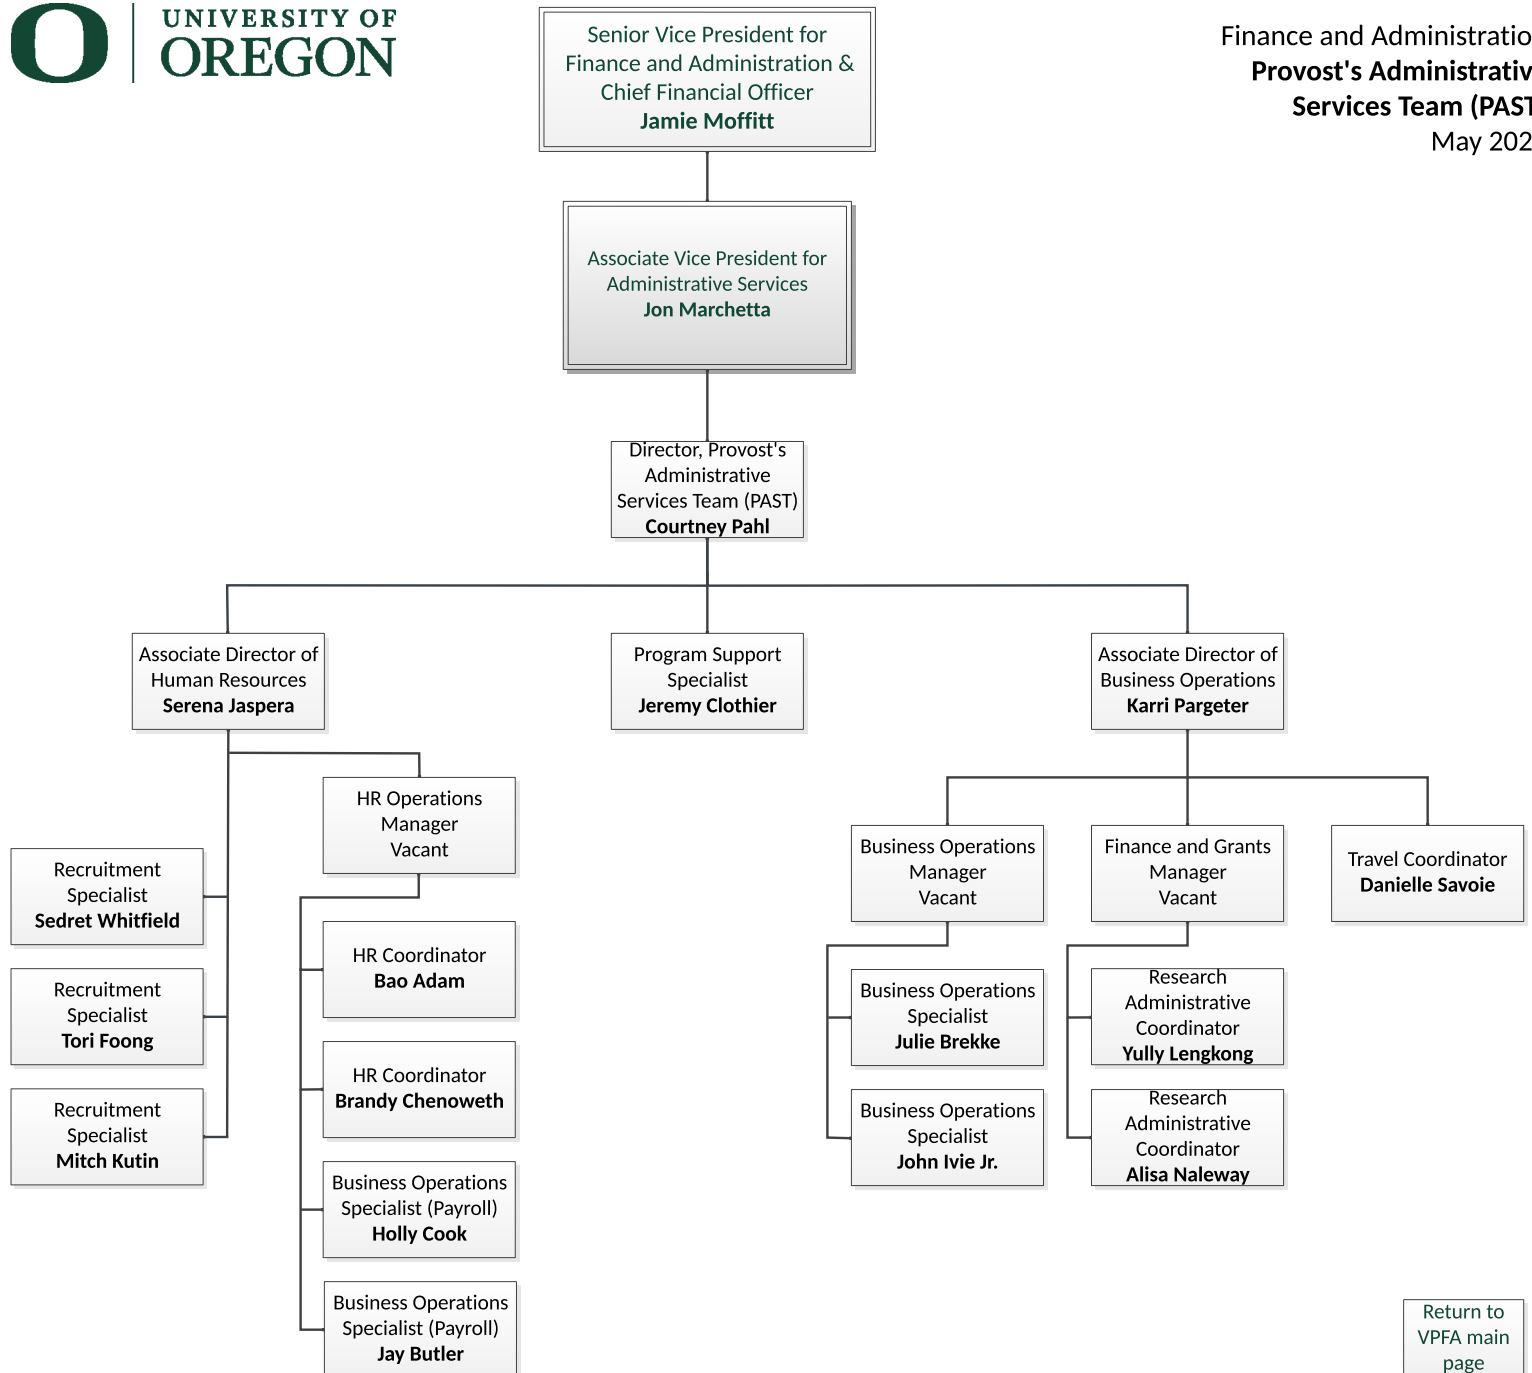 UNIVERSITY OF
OREGON
Senior Vice President for
Finance and Administration &
Chief Financial Officer
Jamie Moffitt
Finance and Administratio
Provost's Administrativ
Services Team (PAST
May 202
Associate Vice President for
Administrative Services
Jon Marchetta
Director, Provost's
Administrative
Services Team (PAST)
Courtney Pahl
Associate Director of
Human Resources
Serena Jaspera
Program Support
Specialist
Jeremy Clothier
Associate Director of
Business Operations
Karri Pargeter
HR Operations
Manager
Vacant
Recruitment
Specialist
Sedret Whitfield
Recruitment
Specialist
Tori Foong
Recruitment
Specialist
Mitch Kutin
HR Coordinator
Bao Adam
HR Coordinator
Brandy Chenoweth
Business Operations
Specialist (Payroll)
Holly Cook
Business Operations
Specialist (Payroll)
Jay Butler
Business Operations
Manager
Vacant
Business Operations
Specialist
Julie Brekke
Business Operations
Specialist
John Ivie Jr.
Finance and Grants
Manager
Vacant
Research
Administrative
Coordinator
Yully Lengkong
Research
Administrative
Coordinator
Alisa Naleway
Travel Coordinator
Danielle Savoie
Return to
VPFA main
page